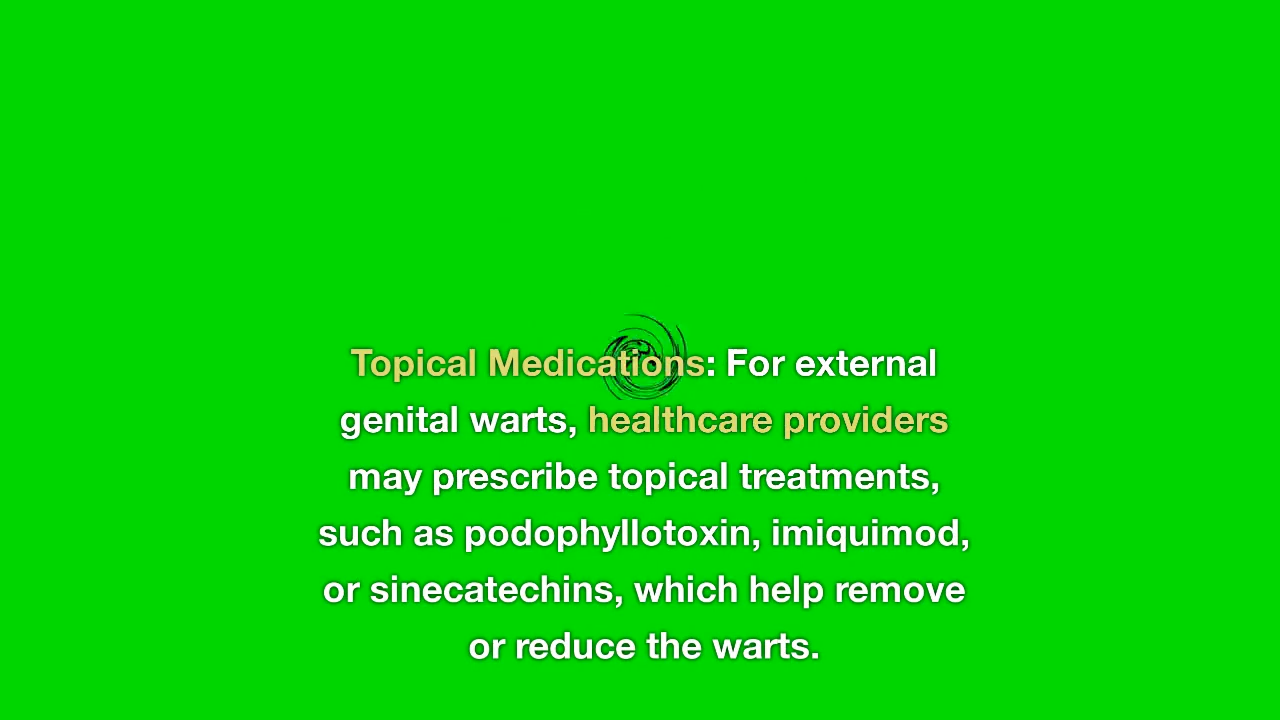 Topical Medications: For external
genital warts, healthcare providers
may prescribe topical treatments,
such as podophyllotoxin, imiquimod,
or sinecatechins, which help remove
or reduce the warts.